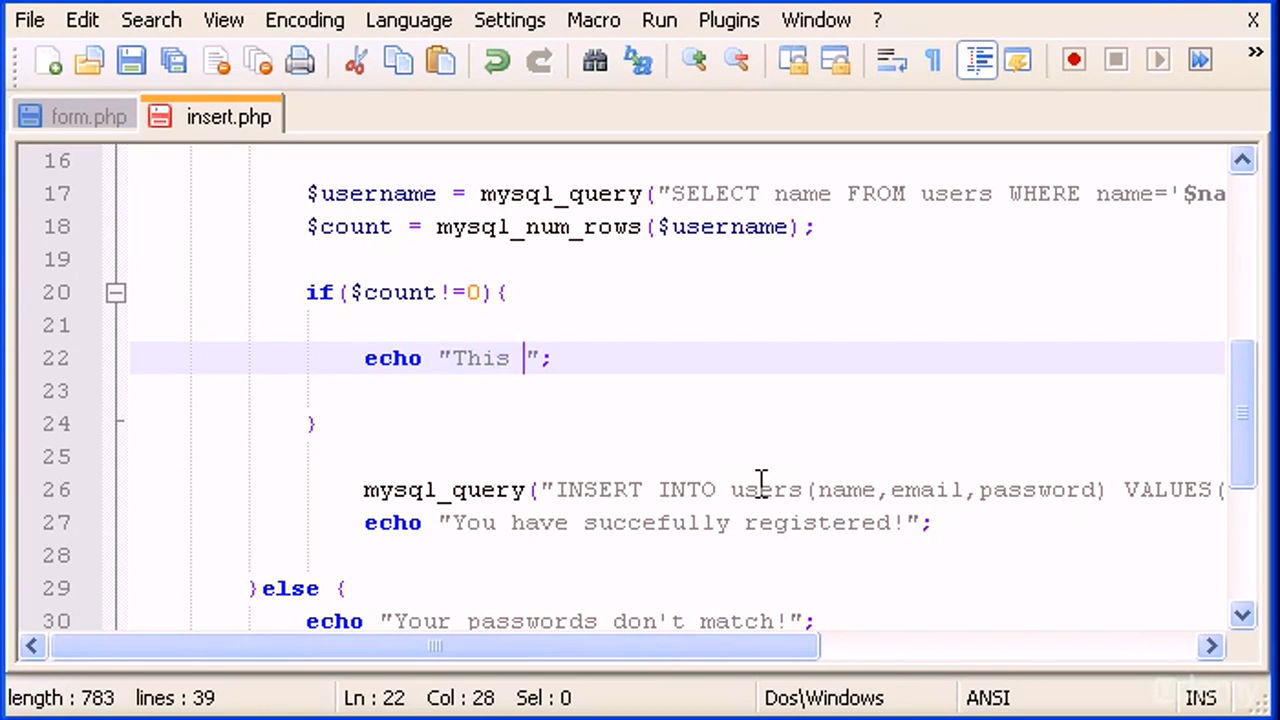 File Edit Search View Encoding Language Settings Macro Run Plugins Window ? X
form.php insert.php
16
17 $username = mysql_query("SELECT name FROM users WHERE name='$na
18 $count = mysql_num_rows($username);
19
20 if($count!=0){
21
22 echo "This ";
23
24 }
25
26 mysql_query("INSERT INTO users(name,email,password) VALUES(
27 echo "You have succefully registered!";
28
29 }else {
30 echo "Your passwords don't match!";
length : 783 lines : 39 Ln : 22 Col : 28 Sel : 0 Dos\Windows ANSI INS